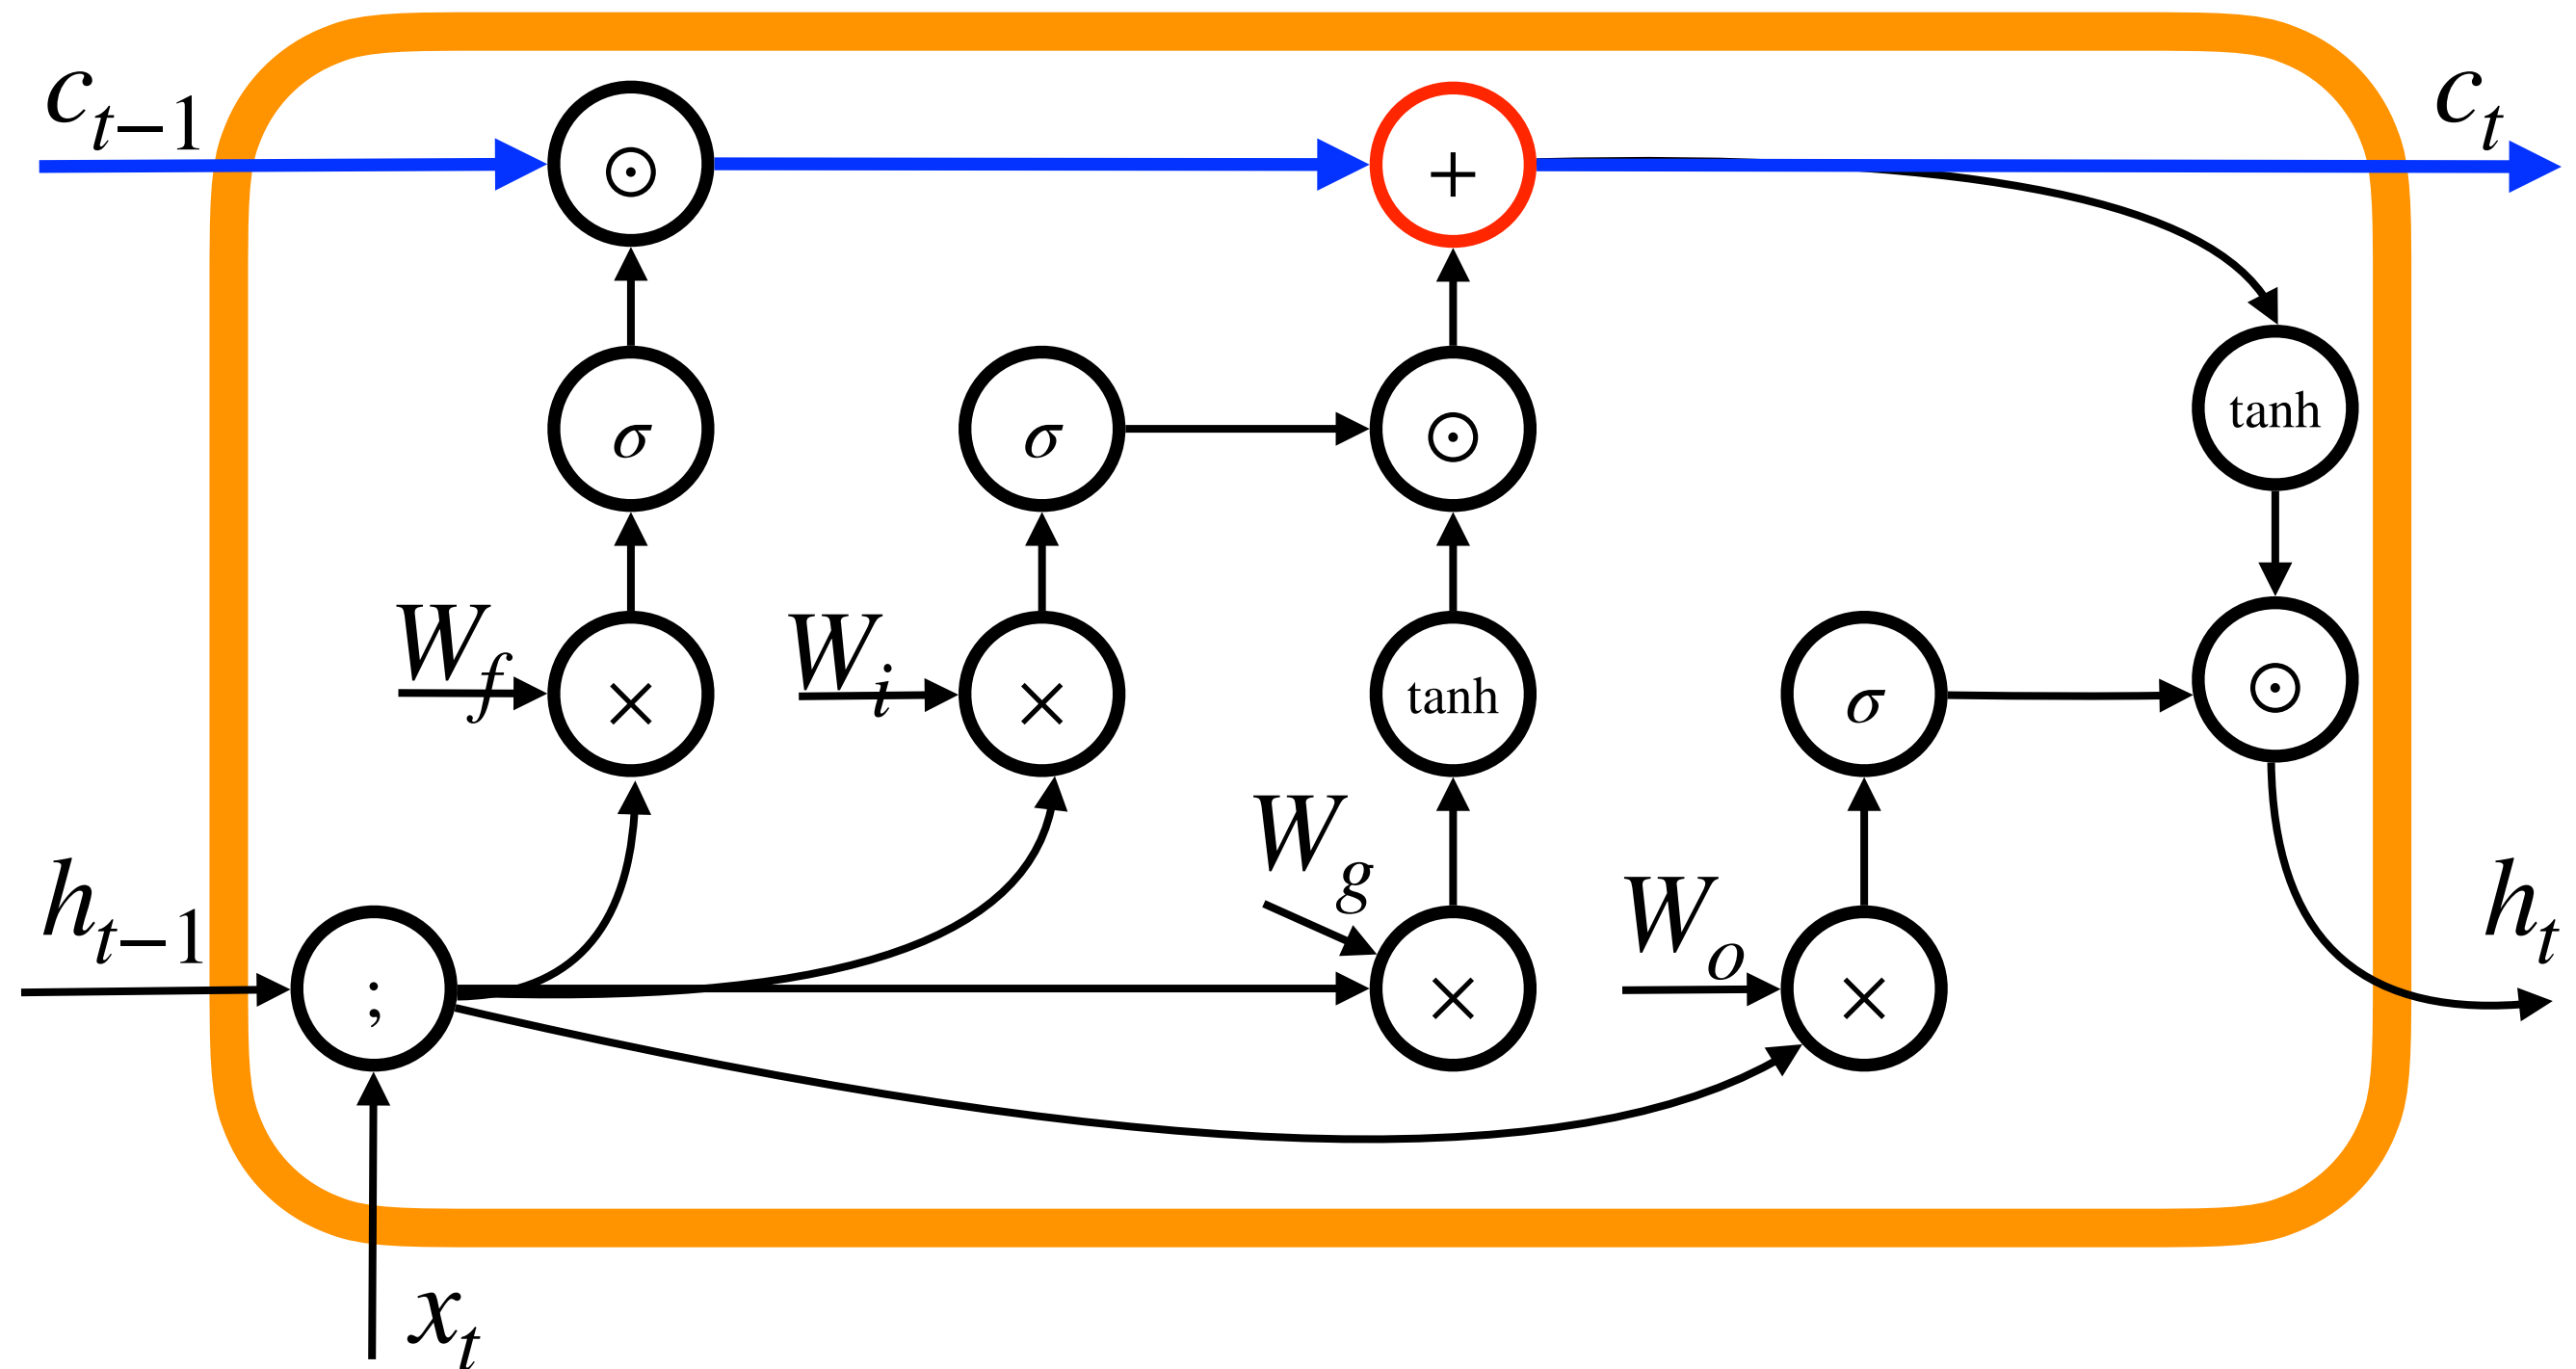 c_{t−1}
c_t
⊙
+
σ
σ
⊙
tanh
W_f
×
W_i
×
tanh
σ
⊙
W_g
W_o
h_{t−1}
;
×
×
h_t
x_t